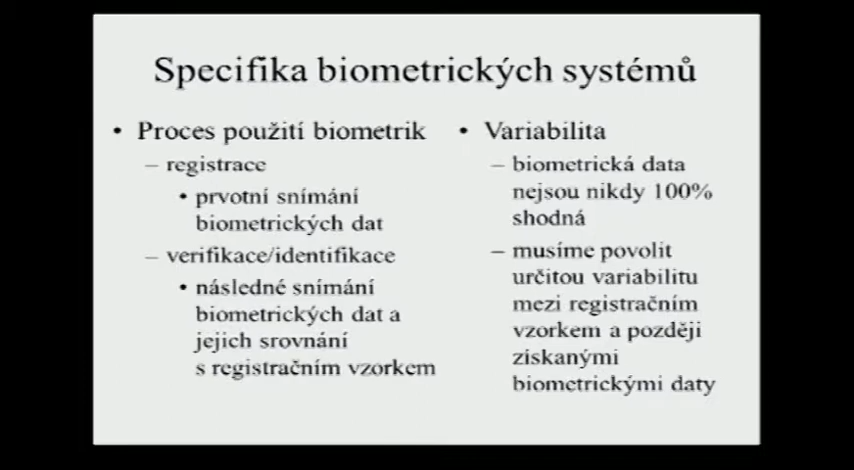 Specifika biometrických systémů
• Proces použití biometrik
– registrace
• prvotní snímání
biometrických dat
– verifikace/identifikace
• následné snímání
biometrických dat a
jejich srovnání
s registračním vzorkem
• Variabilita
– biometrická data
nejsou nikdy 100%
shodná
– musíme povolit
určitou variabilitu
mezi registračním
vzorkem a později
získanými
biometrickými daty